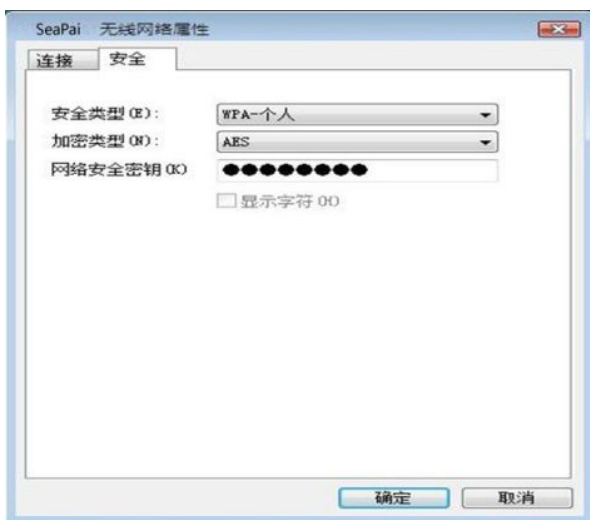 SeaPai 无线网络属性
连接 安全
安全类型(E): WPA-个人
加密类型(N): AES
网络安全密钥(K) ●●●●●●●●
显示字符(H)
确定 取消